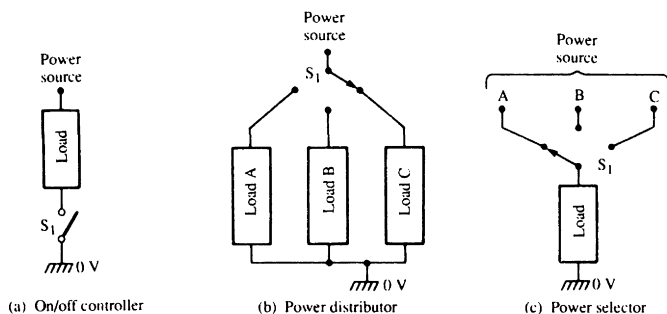 Power
source
Load
S1
0 V
(a) On/off controller
Power
source
S1
Load A
Load B
Load C
0 V
(b) Power distributor
Power
source
A
B
C
S1
Load
0 V
(c) Power selector